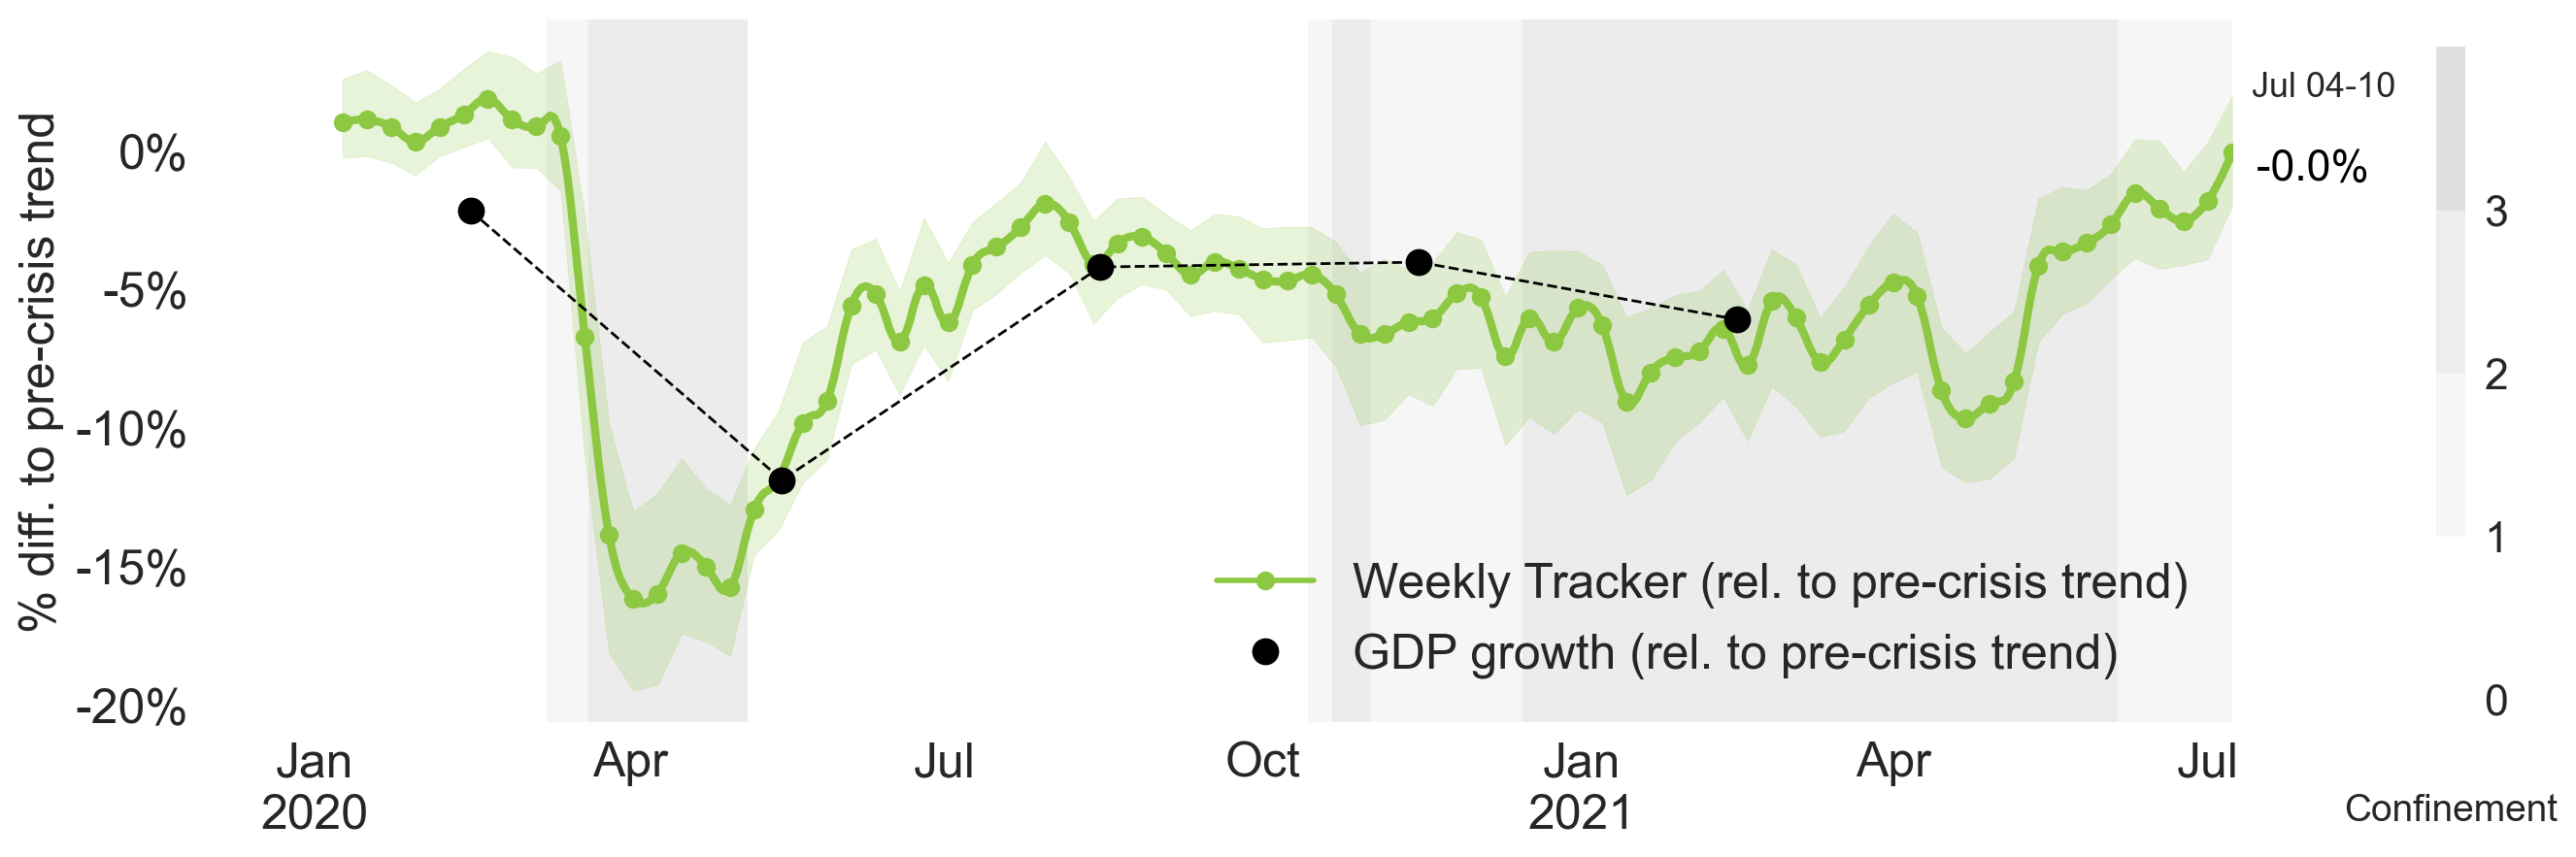 % diff. to pre-crisis trend
0%
-5%
-10%
-15%
-20%
Jan
2020
Apr
Jul
Oct
Jan
2021
Apr
Jul
Weekly Tracker (rel. to pre-crisis trend)
GDP growth (rel. to pre-crisis trend)
Jul 04-10
-0.0%
3
2
1
0
Confinement